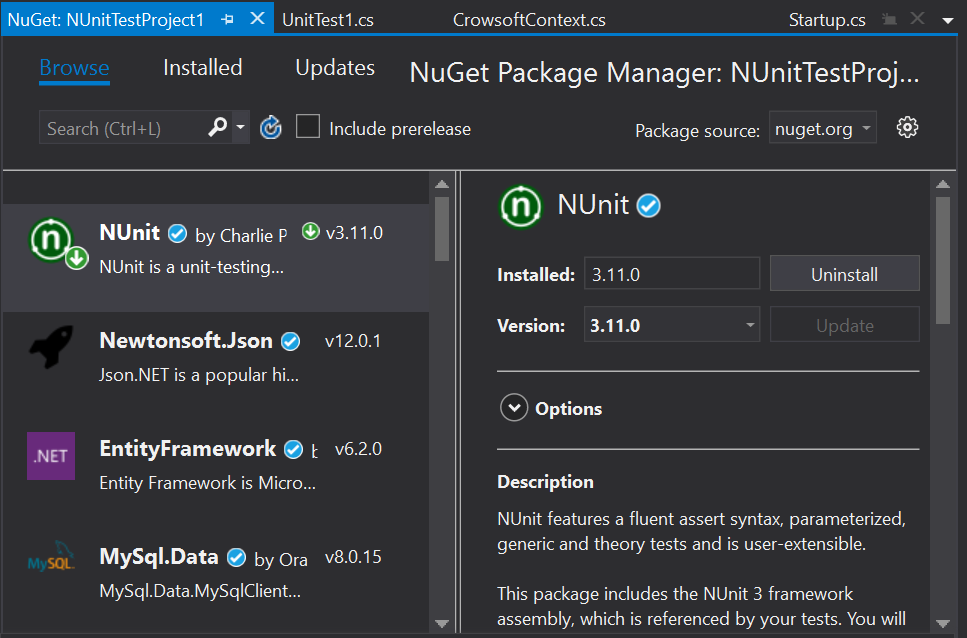 NuGet: NUnitTestProject1 UnitTest1.cs CrowsoftContext.cs Startup.cs
Browse Installed Updates NuGet Package Manager: NUnitTestProj...
Search (Ctrl+L) Include prerelease Package source: nuget.org
n NUnit by Charlie P v3.11.0
NUnit is a unit-testing...
Newtonsoft.Json v12.0.1
Json.NET is a popular hi...
.NET EntityFramework v6.2.0
Entity Framework is Micro...
MySQL MySql.Data by Ora v8.0.15
MySql.Data.MySqlClient...
n NUnit
Installed: 3.11.0 Uninstall
Version: 3.11.0 Update
Options
Description
NUnit features a fluent assert syntax, parameterized,
generic and theory tests and is user-extensible.
This package includes the NUnit 3 framework
assembly, which is referenced by your tests. You will